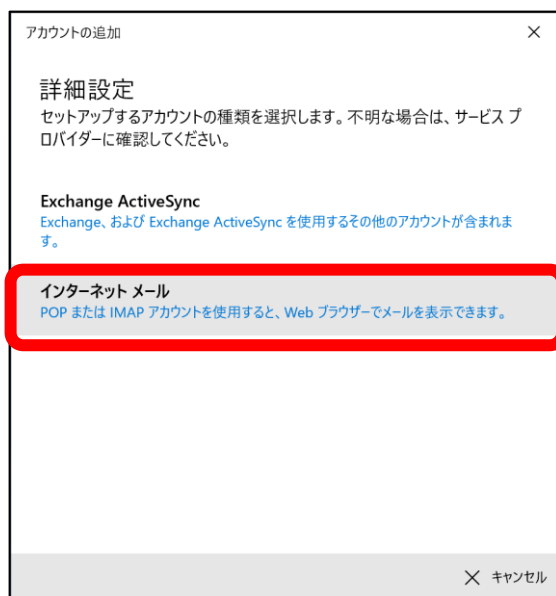 アカウントの追加
詳細設定
セットアップするアカウントの種類を選択します。不明な場合は、サービス プ
ロバイダーに確認してください。
Exchange ActiveSync
Exchange、および Exchange ActiveSync を使用するその他のアカウントが含まれま
す。
インターネット メール
POP または IMAP アカウントを使用すると、Web ブラウザーでメールを表示できます。
キャンセル